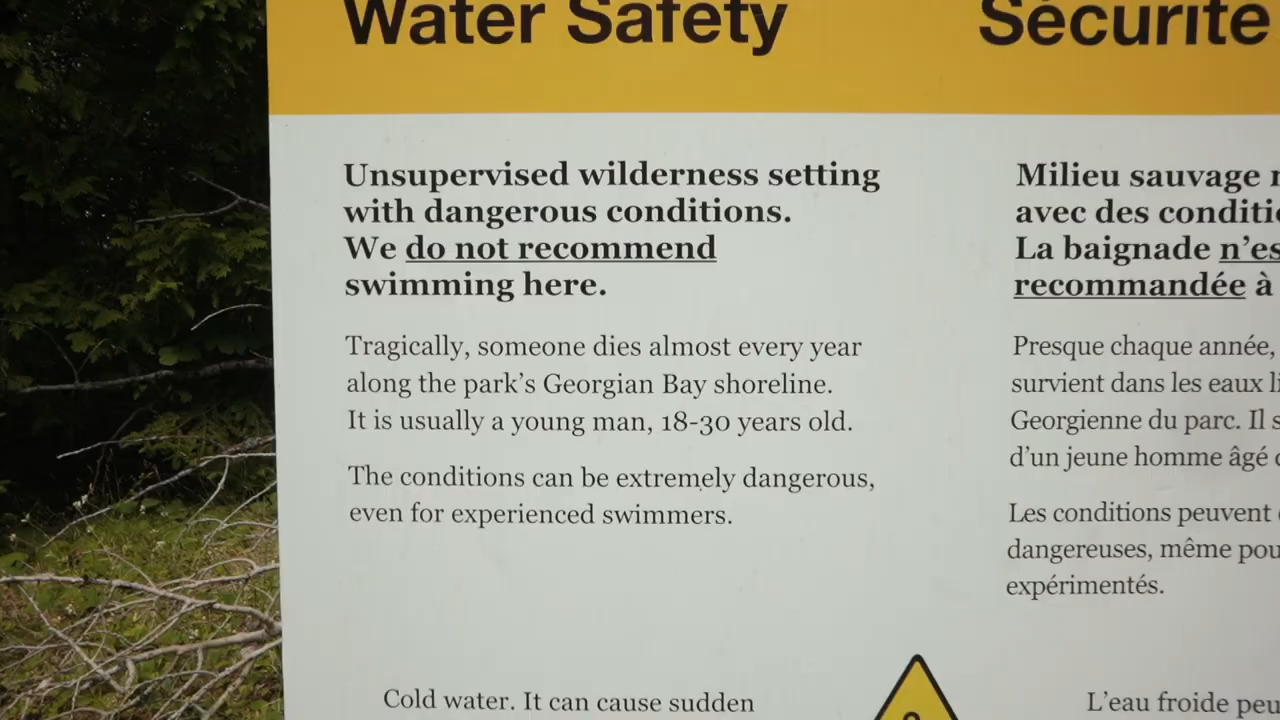 Water Safety
Unsupervised wilderness setting
with dangerous conditions.
We do not recommend
swimming here.
Tragically, someone dies almost every year
along the park's Georgian Bay shoreline.
It is usually a young man, 18-30 years old.
The conditions can be extremely dangerous,
even for experienced swimmers.
Cold water. It can cause sudden
Sécurité
Milieu sauvage
avec des
La baignade
recommandée à
Presque chaque année,
survient dans les eaux
Georgienne du parc. Il
d'un jeune homme âgé
Les conditions peuvent
dangereuses, même
expérimentés.
L'eau froide